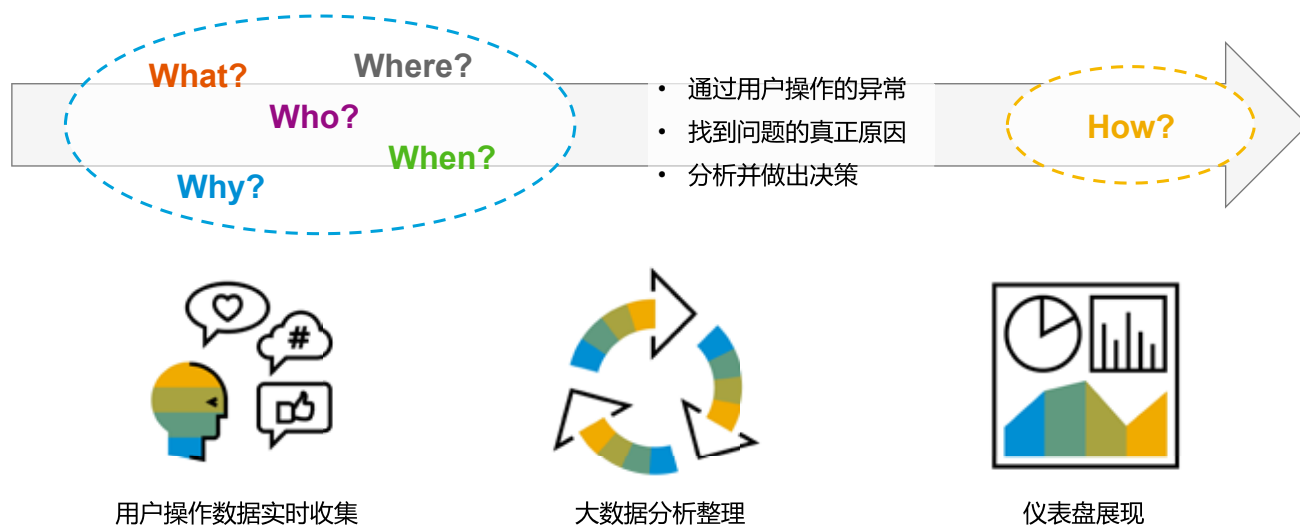 What?
Where?
Who?
When?
Why?
• 通过用户操作的异常
• 找到问题的真正原因
• 分析并做出决策
How?
#
用户操作数据实时收集
大数据分析整理
仪表盘展现